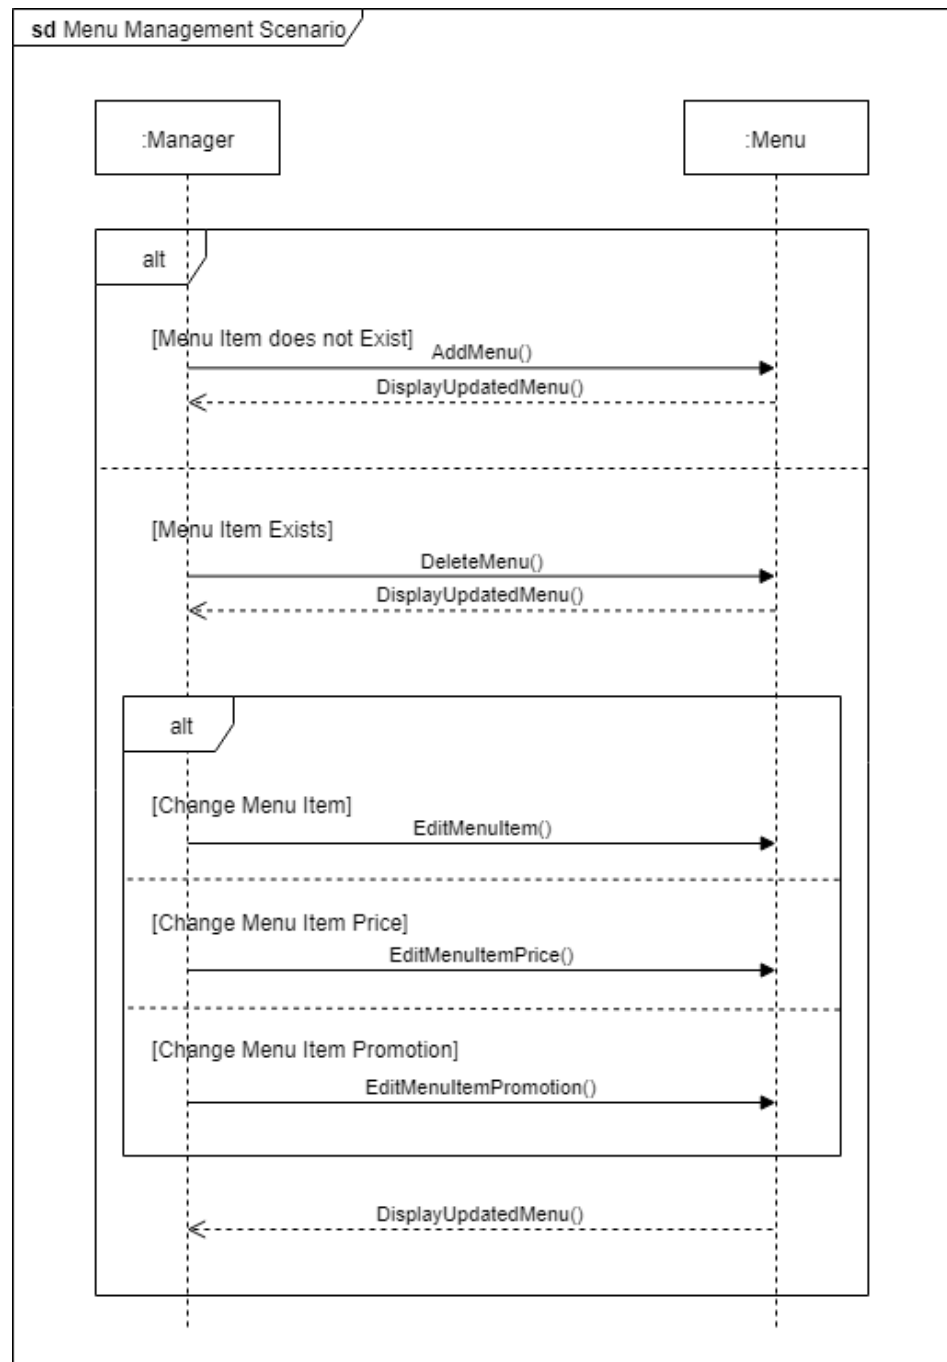 sd Menu Management Scenario
:Manager
:Menu
alt
[Menu Item does not Exist]
AddMenu()
DisplayUpdatedMenu()
[Menu Item Exists]
DeleteMenu()
DisplayUpdatedMenu()
alt
[Change Menu Item]
EditMenuItem()
[Change Menu Item Price]
EditMenuItemPrice()
[Change Menu Item Promotion]
EditMenuItemPromotion()
DisplayUpdatedMenu()